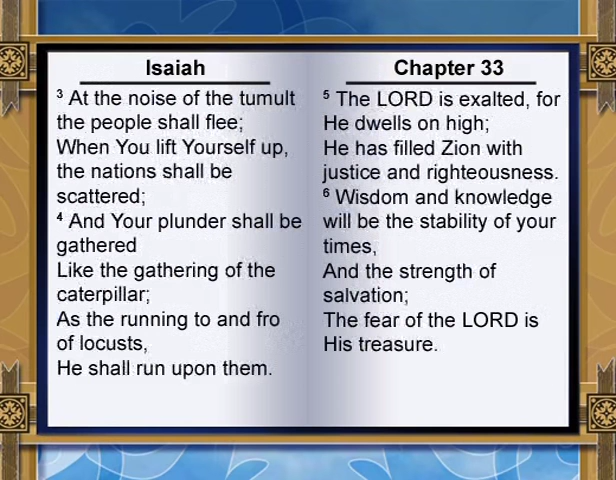 Isaiah
³ At the noise of the tumult
the people shall flee;
When You lift Yourself up,
the nations shall be
scattered;
⁴ And Your plunder shall be
gathered
Like the gathering of the
caterpillar;
As the running to and fro
of locusts,
He shall run upon them.
Chapter 33
⁵ The LORD is exalted, for
He dwells on high;
He has filled Zion with
justice and righteousness.
⁶ Wisdom and knowledge
will be the stability of your
times,
And the strength of
salvation;
The fear of the LORD is
His treasure.